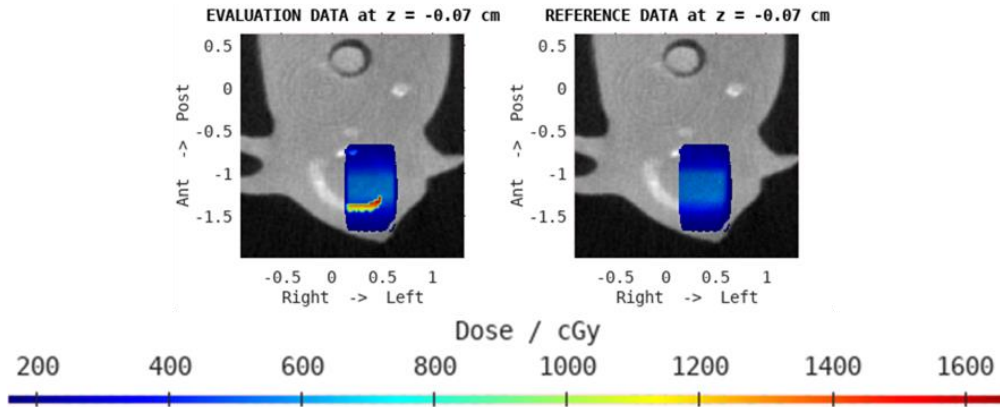 EVALUATION DATA at z = -0.07 cm
REFERENCE DATA at z = -0.07 cm
Ant -> Post
0.5
0
-0.5
-1
-1.5
-0.5 0 0.5 1
Right -> Left
Ant -> Post
0.5
0
-0.5
-1
-1.5
-0.5 0 0.5 1
Right -> Left
Dose / cGy
200 400 600 800 1000 1200 1400 1600